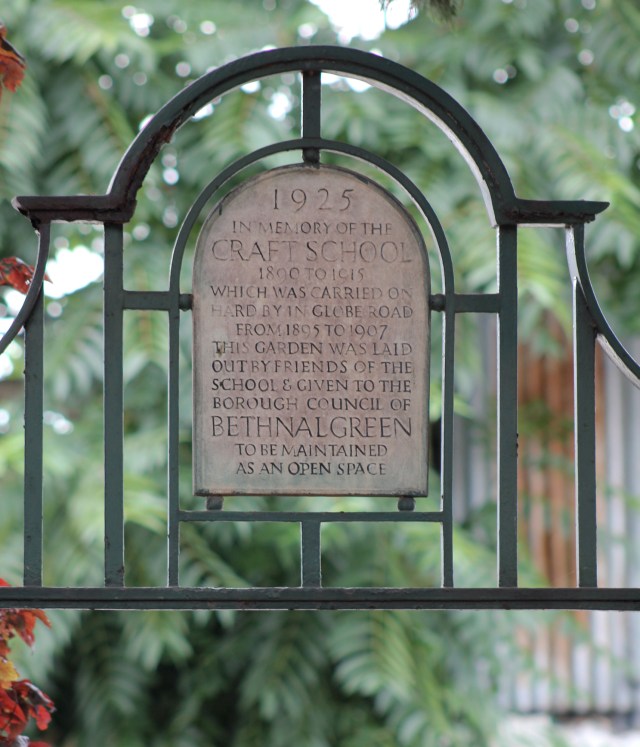 1925
IN MEMORY OF THE
CRAFT SCHOOL
1890 TO 1915
WHICH WAS CARRIED ON
HARD BY IN GLOBE ROAD
FROM 1895 TO 1907
THIS GARDEN WAS LAID
OUT BY FRIENDS OF THE
SCHOOL & GIVEN TO THE
BOROUGH COUNCIL OF
BETHNAL GREEN
TO BE MAINTAINED
AS AN OPEN SPACE